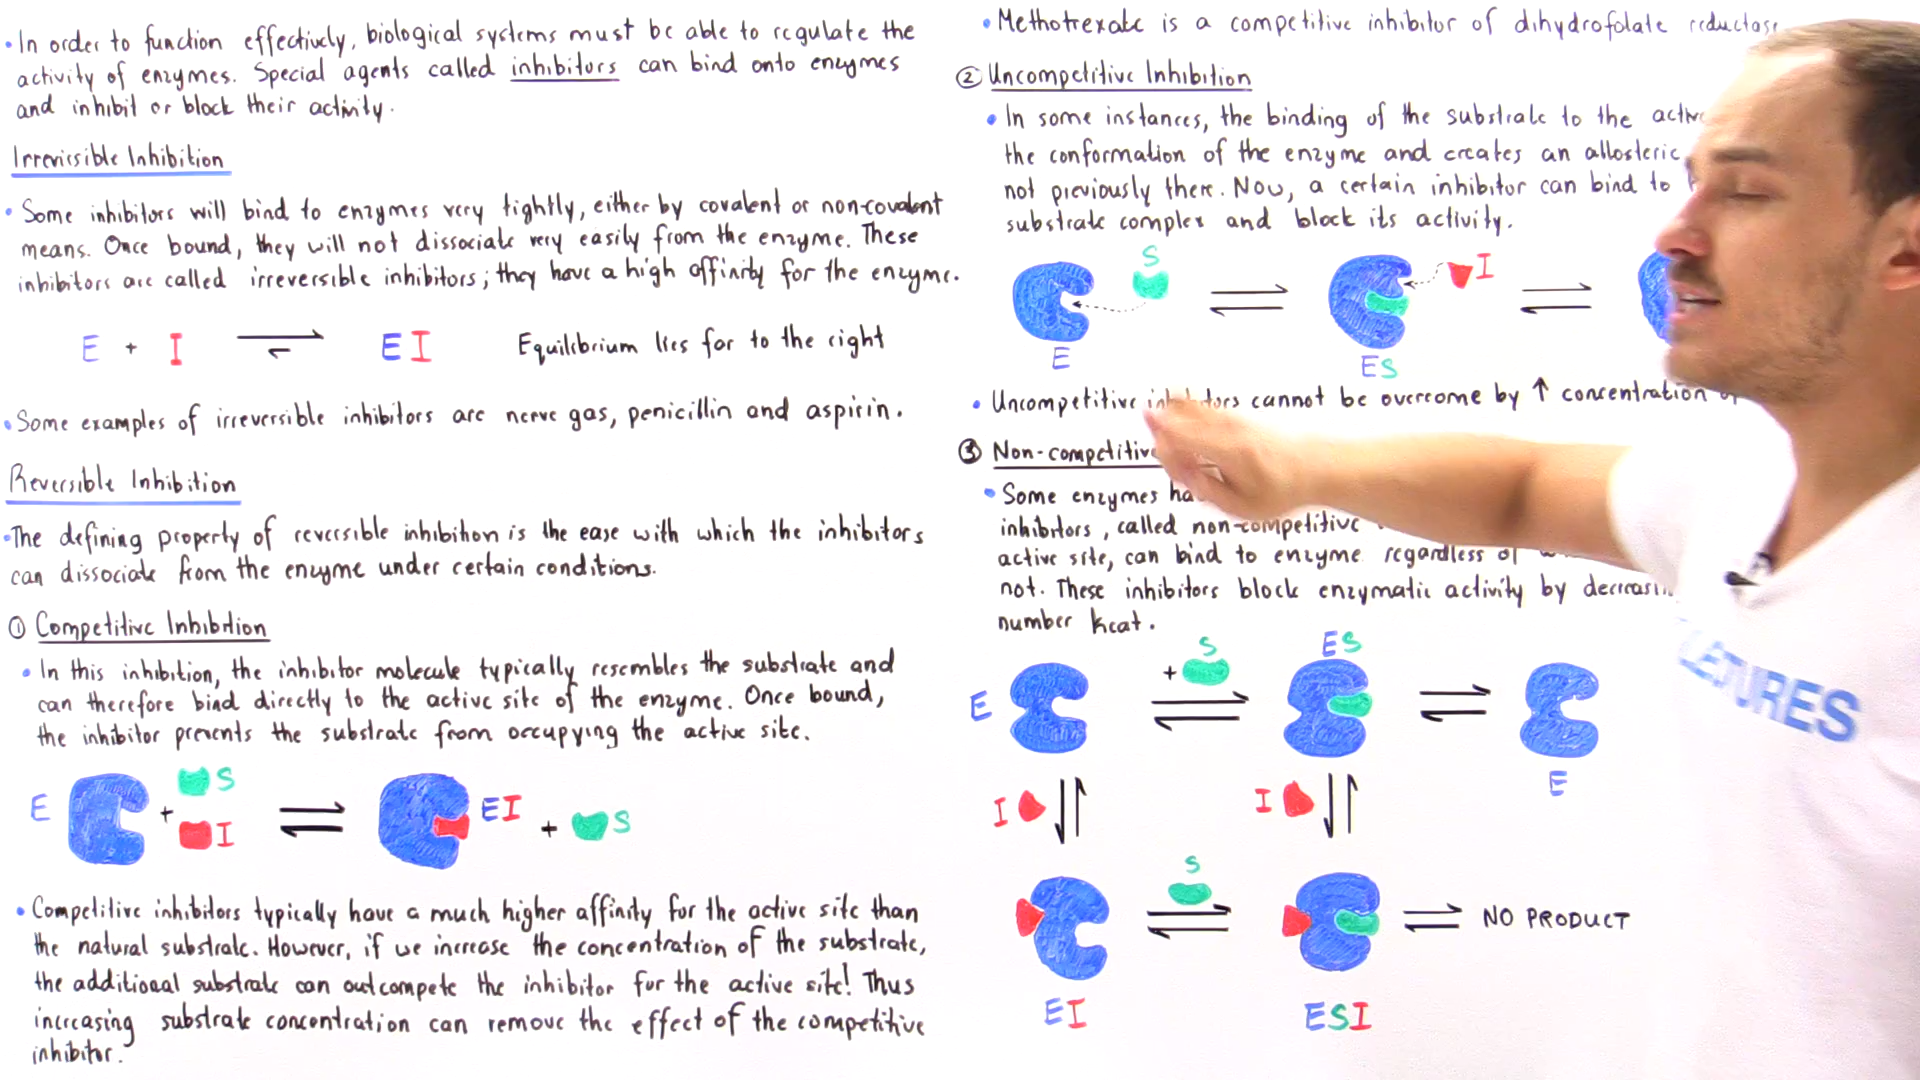 • In order to function effectively, biological systems must be able to regulate the
activity of enzymes. Special agents called inhibitors can bind onto enzymes
and inhibit or block their activity.
Irreversible Inhibition
• Some inhibitors will bind to enzymes very tightly, either by covalent or non-covalent
means. Once bound, they will not dissociate very easily from the enzyme. These
inhibitors are called irreversible inhibitors; they have a high affinity for the enzyme.
E + I ⇌ EI Equilibrium lies far to the right
• Some examples of irreversible inhibitors are nerve gas, penicillin and aspirin.
Reversible Inhibition
• The defining property of reversible inhibition is the ease with which the inhibitors
can dissociate from the enzyme under certain conditions.
① Competitive Inhibition
• In this inhibition, the inhibitor molecule typically resembles the substrate and
can therefore bind directly to the active site of the enzyme. Once bound,
the inhibitor prevents the substrate from occupying the active site.
E + S I ⇌ EI + S
• Competitive inhibitors typically have a much higher affinity for the active site than
the natural substrate. However, if we increase the concentration of the substrate,
the additional substrate can outcompete the inhibitor for the active site! Thus
increasing substrate concentration can remove the effect of the competitive
inhibitor.
• Methotrexate is a competitive inhibitor of dihydrofolate reductase
② Uncompetitive Inhibition
• In some instances, the binding of the substrate to the
the conformation of the enzyme and creates an allosteric
not previously there. Now, a certain inhibitor can bind to
substrate complex and block its activity.
S I
E ES
• Uncompetitive inhibitors cannot be overcome by ↑ concentration
③ Non-competitive
• Some enzymes
inhibitors, called non-competitive
active site, can bind to enzyme regardless of
not. These inhibitors block enzymatic activity by
number kcat.
+ S ES
E
E
I I
S
NO PRODUCT
EI ESI
LECTURES